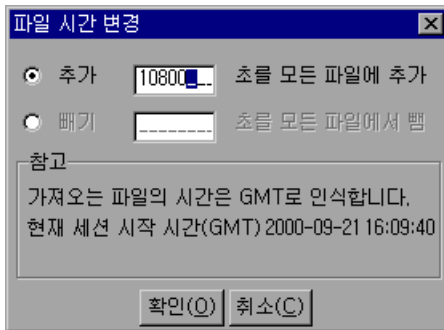 파일 시간 변경
추가 10800___ 초를 모든 파일에 추가
빼기 ________ 초를 모든 파일에서 뺌
참고
가져오는 파일의 시간은 GMT로 인식합니다.
현재 세션 시작 시간(GMT) 2000-09-21 16:09:40
확인(O) 취소(C)